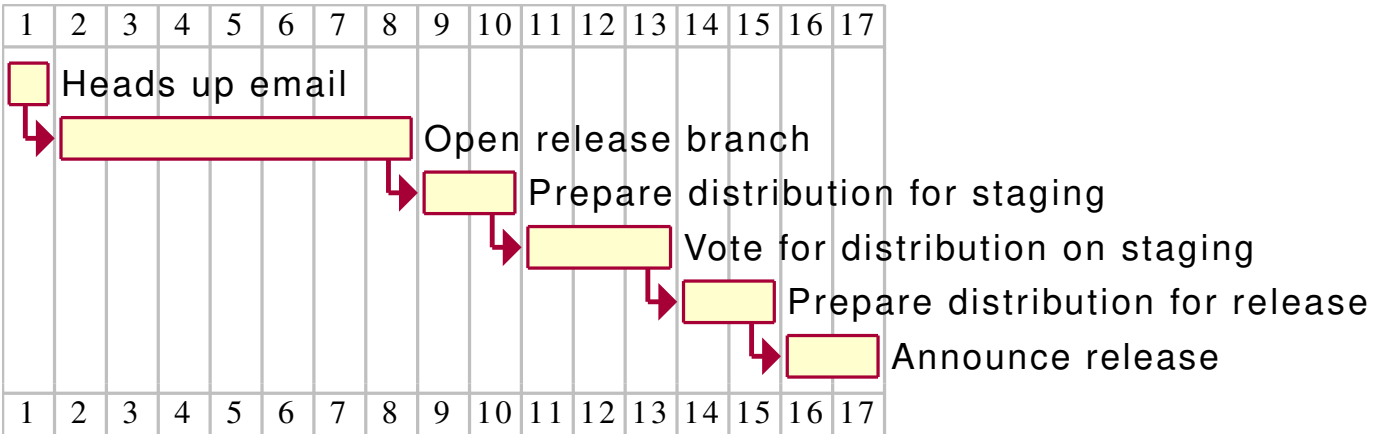 1 2 3 4 5 6 7 8 9 10 11 12 13 14 15 16 17
Heads up email
Open release branch
Prepare distribution for staging
Vote for distribution on staging
Prepare distribution for release
Announce release
1 2 3 4 5 6 7 8 9 10 11 12 13 14 15 16 17